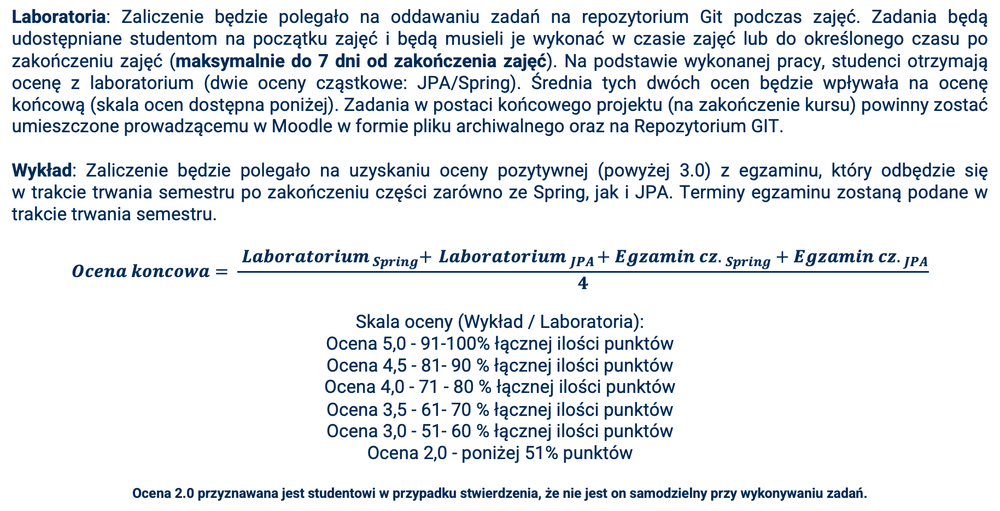 Laboratoria: Zaliczenie będzie polegało na oddawaniu zadań na repozytorium Git podczas zajęć. Zadania będą
udostępniane studentom na początku zajęć i będą musieli je wykonać w czasie zajęć lub do określonego czasu po
zakończeniu zajęć (maksymalnie do 7 dni od zakończenia zajęć). Na podstawie wykonanej pracy, studenci otrzymają
ocenę z laboratorium (dwie oceny cząstkowe: JPA/Spring). Średnia tych dwóch ocen będzie wpływała na ocenę
końcową (skala ocen dostępna poniżej). Zadania w postaci końcowego projektu (na zakończenie kursu) powinny zostać
umieszczone prowadzącemu w Moodle w formie pliku archiwalnego oraz na Repozytorium GIT.
Wykład: Zaliczenie będzie polegało na uzyskaniu oceny pozytywnej (powyżej 3.0) z egzaminu, który odbędzie się
w trakcie trwania semestru po zakończeniu części zarówno ze Spring, jak i JPA. Terminy egzaminu zostaną podane w
trakcie trwania semestru.
Ocena koncowa = Laboratorium Spring + Laboratorium JPA + Egzamin cz. Spring + Egzamin cz. JPA
4
Skala oceny (Wykład / Laboratoria):
Ocena 5,0 - 91-100% łącznej ilości punktów
Ocena 4,5 - 81- 90 % łącznej ilości punktów
Ocena 4,0 - 71 - 80 % łącznej ilości punktów
Ocena 3,5 - 61- 70 % łącznej ilości punktów
Ocena 3,0 - 51- 60 % łącznej ilości punktów
Ocena 2,0 - poniżej 51% punktów
Ocena 2.0 przyznawana jest studentowi w przypadku stwierdzenia, że nie jest on samodzielny przy wykonywaniu zadań.